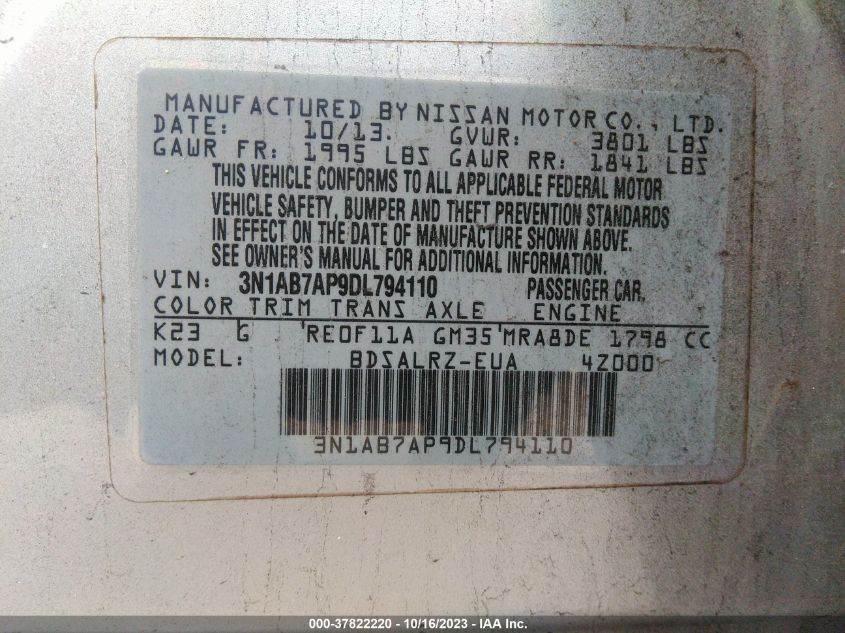 MANUFACTURED BY NISSAN MOTOR CO., LTD.
DATE: 10/13. GVWR: 3801 LBS
GAWR FR: 1995 LBS GAWR RR: 1841 LBS
THIS VEHICLE CONFORMS TO ALL APPLICABLE FEDERAL MOTOR
VEHICLE SAFETY, BUMPER AND THEFT PREVENTION STANDARDS
IN EFFECT ON THE DATE OF MANUFACTURE SHOWN ABOVE.
SEE OWNER'S MANUAL FOR ADDITIONAL INFORMATION.
VIN: 3N1AB7AP9DL794110 PASSENGER CAR.
COLOR TRIM TRANS AXLE ENGINE
K23 G RE0F11A GM35 MRA8DE 1798 CC
MODEL: BDSALRZ-EUA 4Z000
3N1AB7AP9DL794110
000-37822220 - 10/16/2023 - IAA Inc.